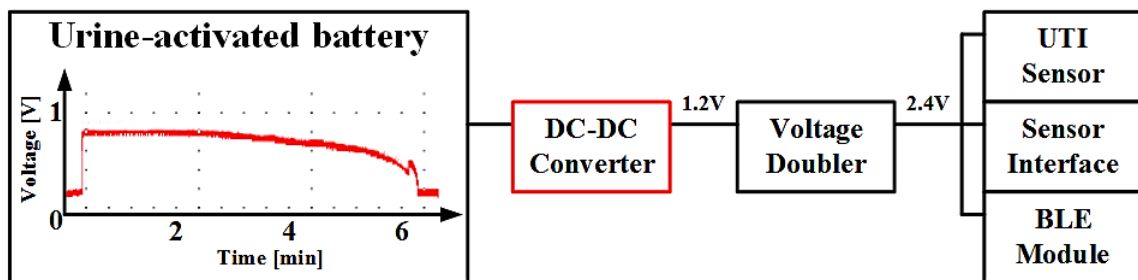 Urine-activated battery
Voltage [V]
1
0
2
4
6
Time [min]
DC-DC
Converter
1.2V
Voltage
Doubler
2.4V
UTI
Sensor
Sensor
Interface
BLE
Module